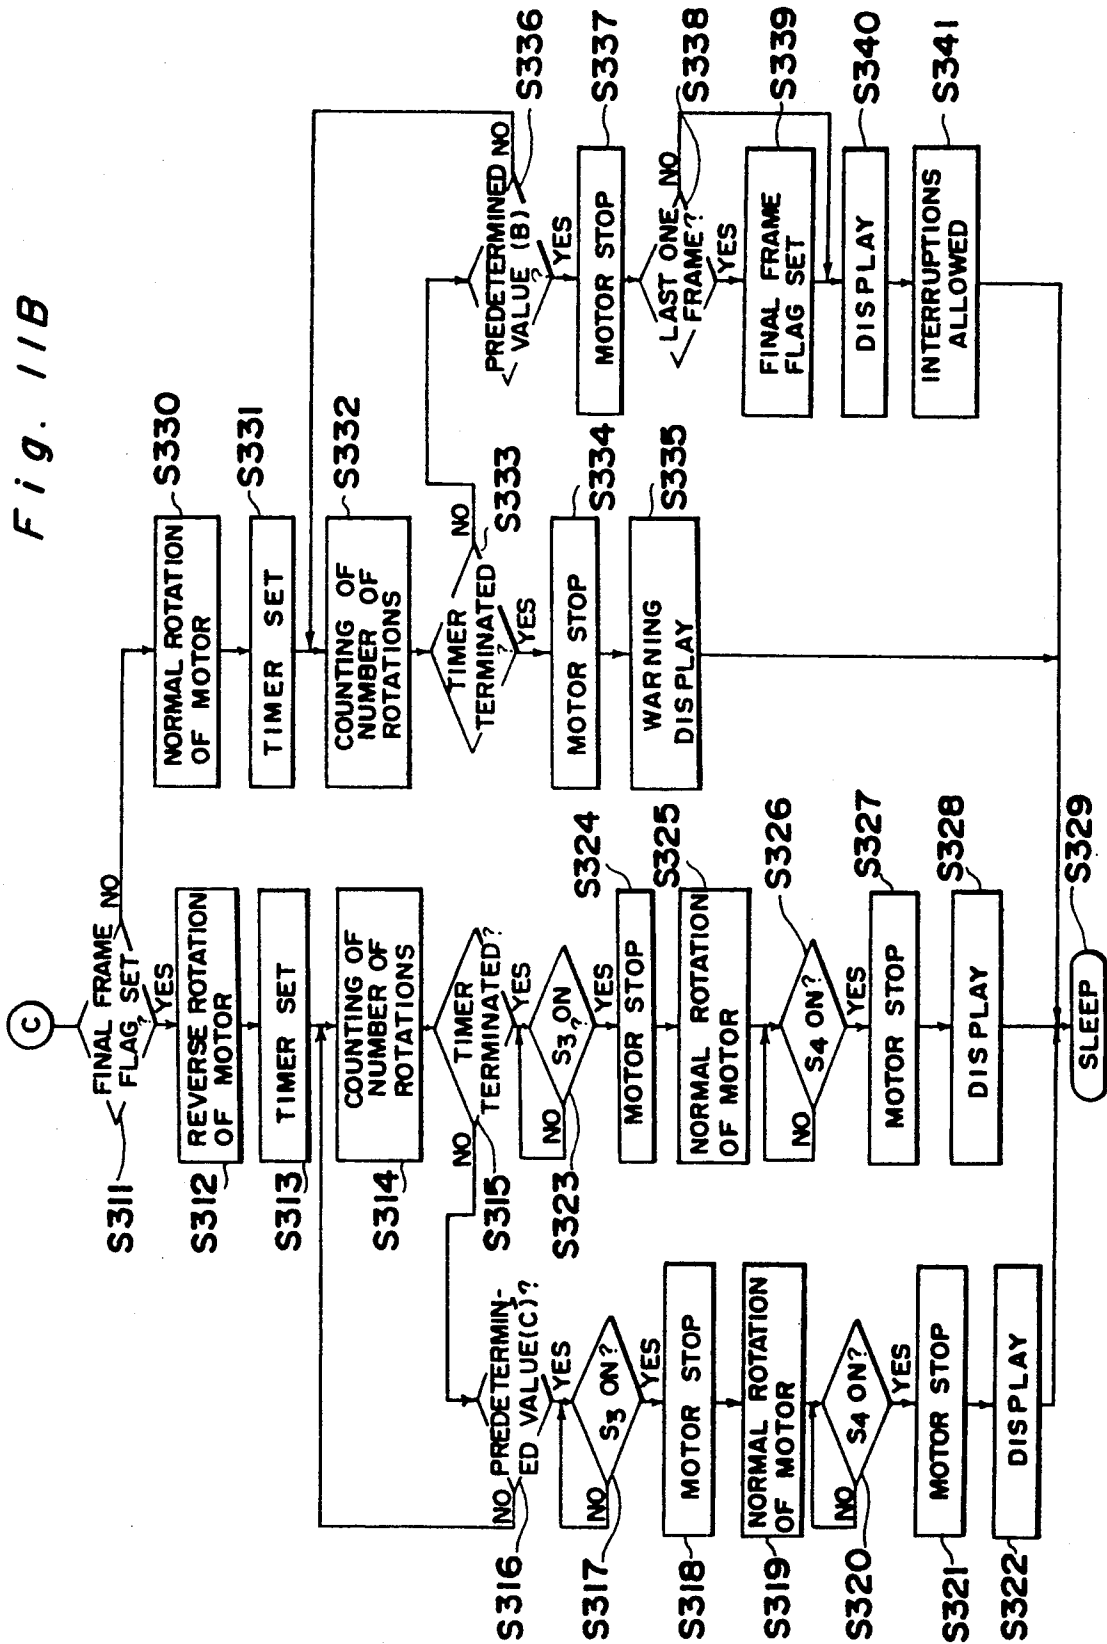 Fig. 11B
C
FINAL FRAME
FLAG SET
?
NO
YES
S311
REVERSE ROTATION
OF MOTOR
S312
TIMER SET
S313
COUNTING OF
NUMBER OF
ROTATIONS
S314
TIMER
TERMINATED?
NO
YES
S315
PREDETERMIN-
ED VALUE(C)?
NO
YES
S316
S3 ON?
NO
YES
S317
MOTOR STOP
S318
NORMAL ROTATION
OF MOTOR
S319
S4 ON?
NO
YES
S320
MOTOR STOP
S321
DISPLAY
S322
S3 ON
?
NO
YES
S323
MOTOR STOP
S324
NORMAL ROTATION
OF MOTOR
S325
S4 ON?
NO
YES
S326
MOTOR STOP
S327
DISPLAY
S328
SLEEP
S329
NORMAL ROTATION
OF MOTOR
S330
TIMER SET
S331
COUNTING OF
NUMBER OF
ROTATIONS
S332
TIMER
TERMINATED
?
NO
YES
S333
MOTOR STOP
S334
WARNING
DISPLAY
S335
PREDETERMINED
VALUE (B)
?
NO
YES
S336
MOTOR STOP
S337
LAST ONE
FRAME?
NO
YES
S338
FINAL FRAME
FLAG SET
S339
DISPLAY
S340
INTERRUPTIONS
ALLOWED
S341